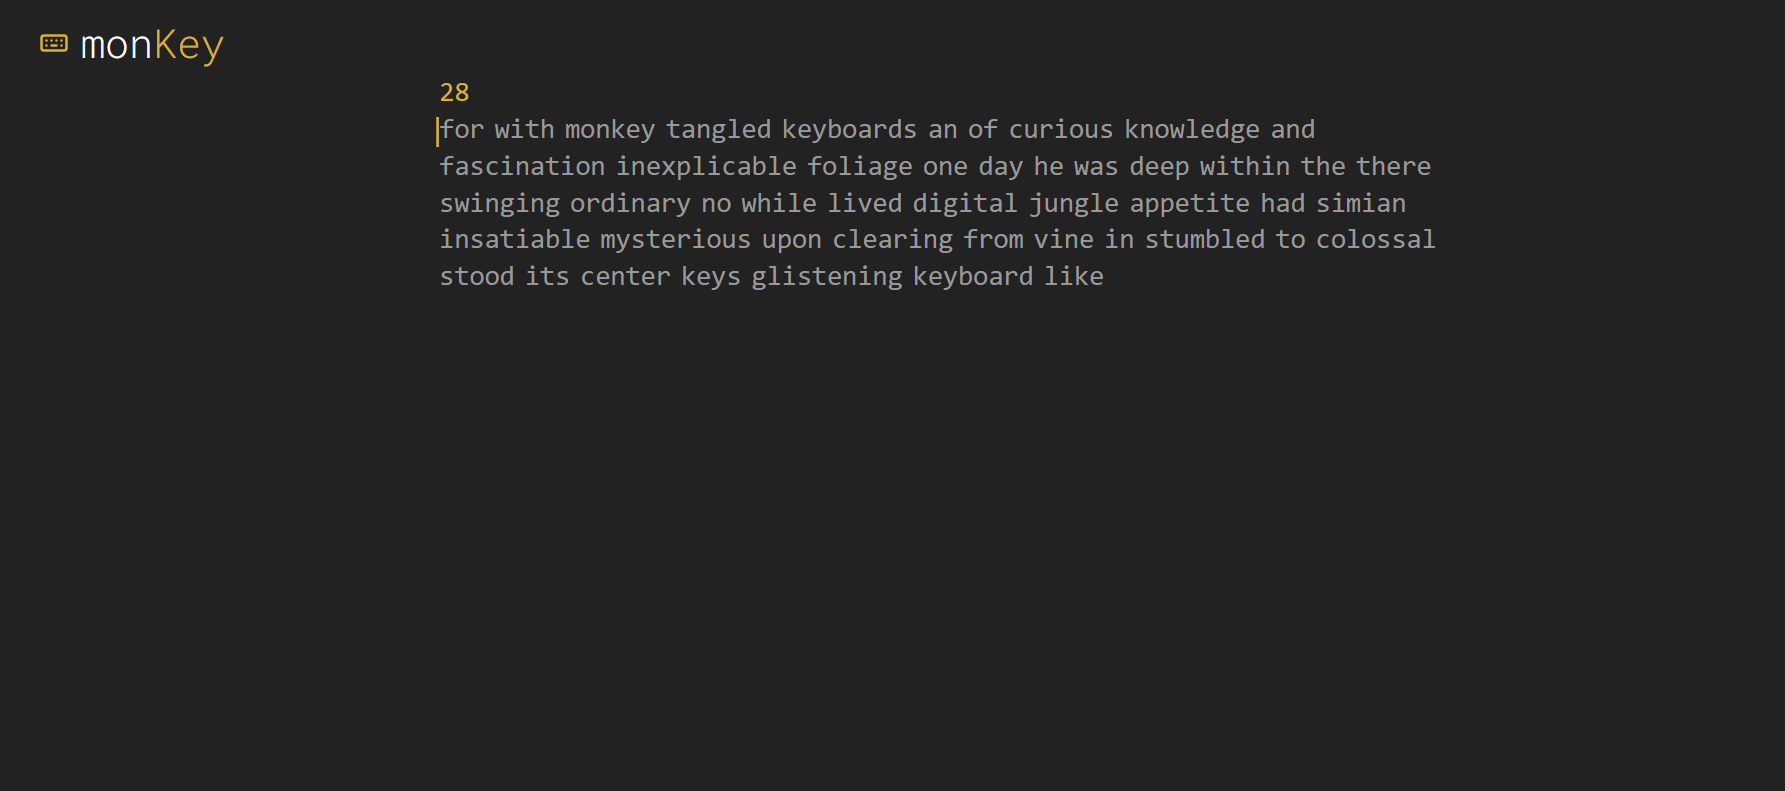 monKey
28
for with monkey tangled keyboards an of curious knowledge and
fascination inexplicable foliage one day he was deep within the there
swinging ordinary no while lived digital jungle appetite had simian
insatiable mysterious upon clearing from vine in stumbled to colossal
stood its center keys glistening keyboard like